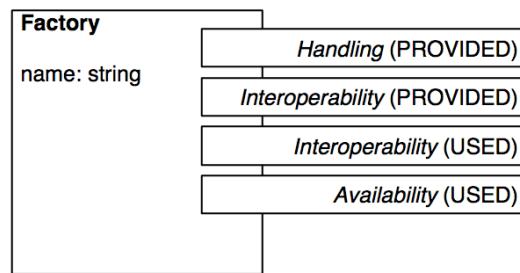 Factory
Handling (PROVIDED)
name: string
Interoperability (PROVIDED)
Interoperability (USED)
Availability (USED)